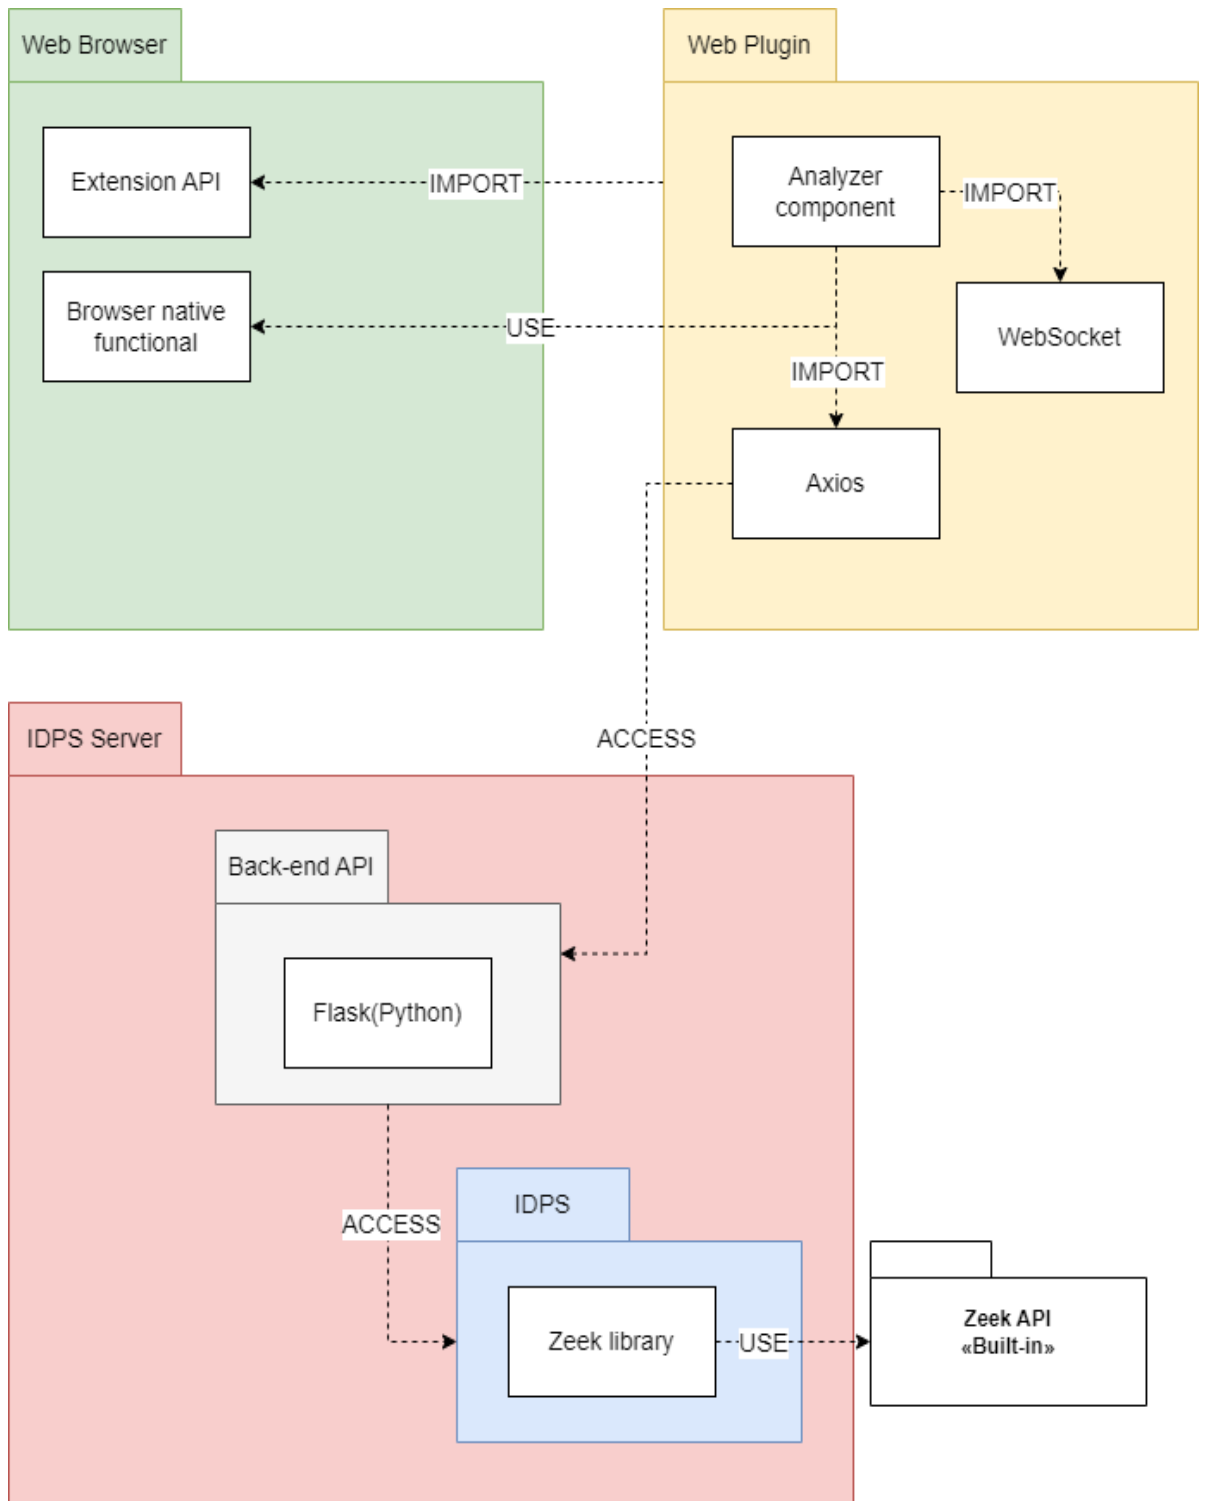 Web Browser
Web Plugin
Extension API
IMPORT
Analyzer
component
IMPORT
Browser native
functional
USE
WebSocket
IMPORT
Axios
IDPS Server
ACCESS
Back-end API
Flask(Python)
ACCESS
IDPS
Zeek library
USE
Zeek API
«Built-in»